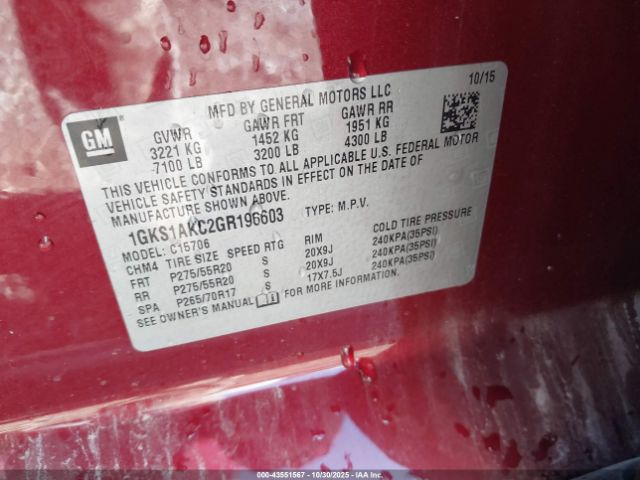 10/15
MFD BY GENERAL MOTORS LLC
GM
GVWR GAWR FRT GAWR RR
3221 KG 1452 KG 1951 KG
7100 LB 3200 LB 4300 LB
THIS VEHICLE CONFORMS TO ALL APPLICABLE U.S. FEDERAL MOTOR
VEHICLE SAFETY STANDARDS IN EFFECT ON THE DATE OF
MANUFACTURE SHOWN ABOVE.
1GKS1AKC2GR196603 TYPE: M.P.V.
MODEL: C15706
CHM4 TIRE SIZE SPEED RTG RIM COLD TIRE PRESSURE
FRT P275/55R20 S 20X9J 240KPA(35PSI)
RR P275/55R20 S 20X9J 240KPA(35PSI)
SPA P265/70R17 S 17X7.5J 240KPA(35PSI)
SEE OWNER'S MANUAL FOR MORE INFORMATION.
00-43551567 - 10/30/2025 - Copyright © IAA, LLC